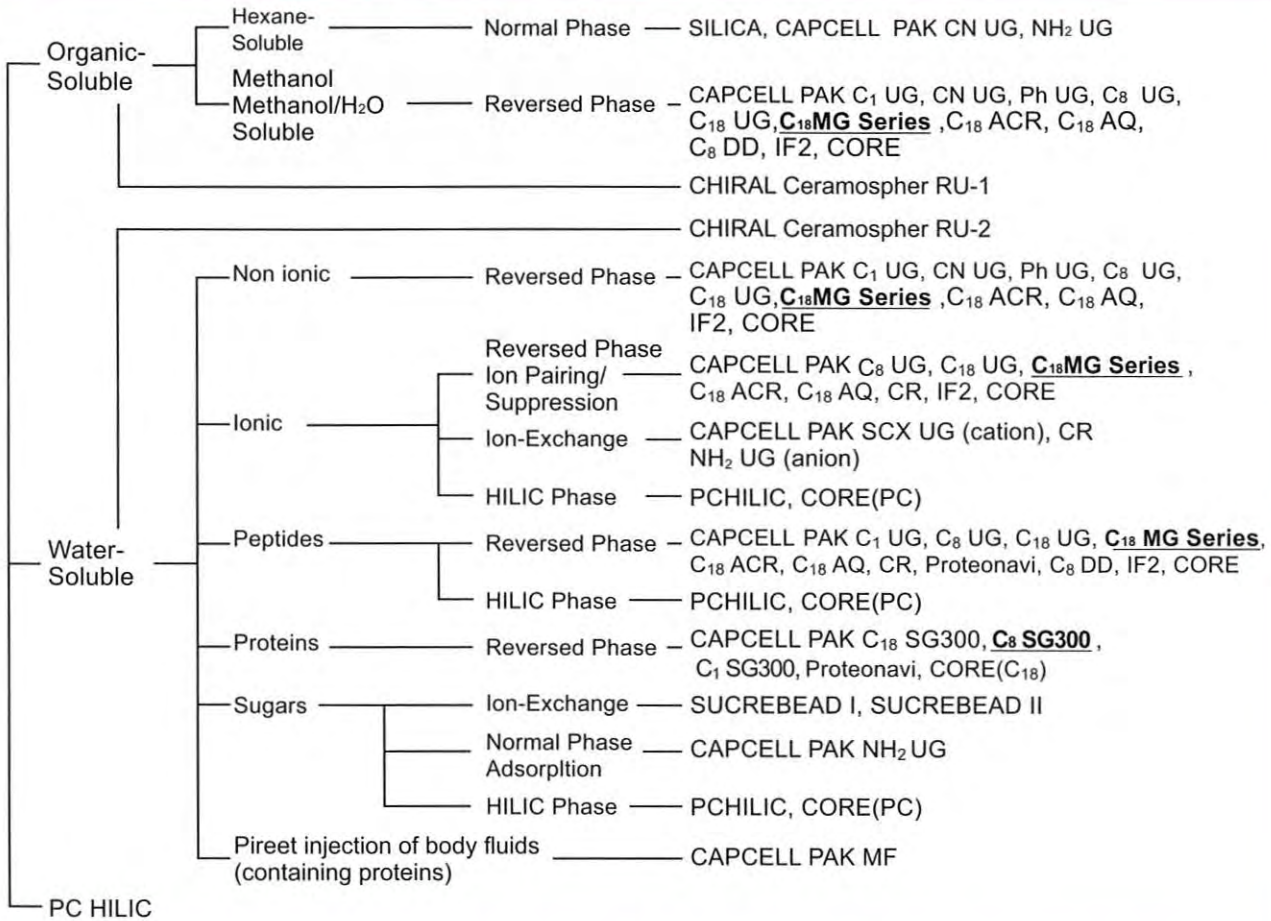 Hexane-
Soluble
Normal Phase
SILICA, CAPCELL PAK CN UG, NH₂ UG
Organic-
Soluble
Methanol
Methanol/H₂O
Soluble
Reversed Phase
CAPCELL PAK C₁ UG, CN UG, Ph UG, C₈ UG,
C₁₈ UG,C₁₈MG Series ,C₁₈ ACR, C₁₈ AQ,
C₈ DD, IF2, CORE
CHIRAL Ceramospher RU-1
CHIRAL Ceramospher RU-2
Non ionic
Reversed Phase
CAPCELL PAK C₁ UG, CN UG, Ph UG, C₈ UG,
C₁₈ UG,C₁₈MG Series ,C₁₈ ACR, C₁₈ AQ,
IF2, CORE
Ionic
Reversed Phase
Ion Pairing/
Suppression
CAPCELL PAK C₈ UG, C₁₈ UG, C₁₈MG Series ,
C₁₈ ACR, C₁₈ AQ, CR, IF2, CORE
Ion-Exchange
CAPCELL PAK SCX UG (cation), CR
NH₂ UG (anion)
HILIC Phase
PCHILIC, CORE(PC)
Water-
Soluble
Peptides
Reversed Phase
CAPCELL PAK C₁ UG, C₈ UG, C₁₈ UG, C₁₈ MG Series,
C₁₈ ACR, C₁₈ AQ, CR, Proteonavi, C₈ DD, IF2, CORE
HILIC Phase
PCHILIC, CORE(PC)
Proteins
Reversed Phase
CAPCELL PAK C₁₈ SG300, C₈ SG300 ,
C₁ SG300, Proteonavi, CORE(C₁₈)
Sugars
Ion-Exchange
SUCREBEAD I, SUCREBEAD II
Normal Phase
Adsorpltion
CAPCELL PAK NH₂ UG
HILIC Phase
PCHILIC, CORE(PC)
Pireet injection of body fluids
(containing proteins)
CAPCELL PAK MF
PC HILIC